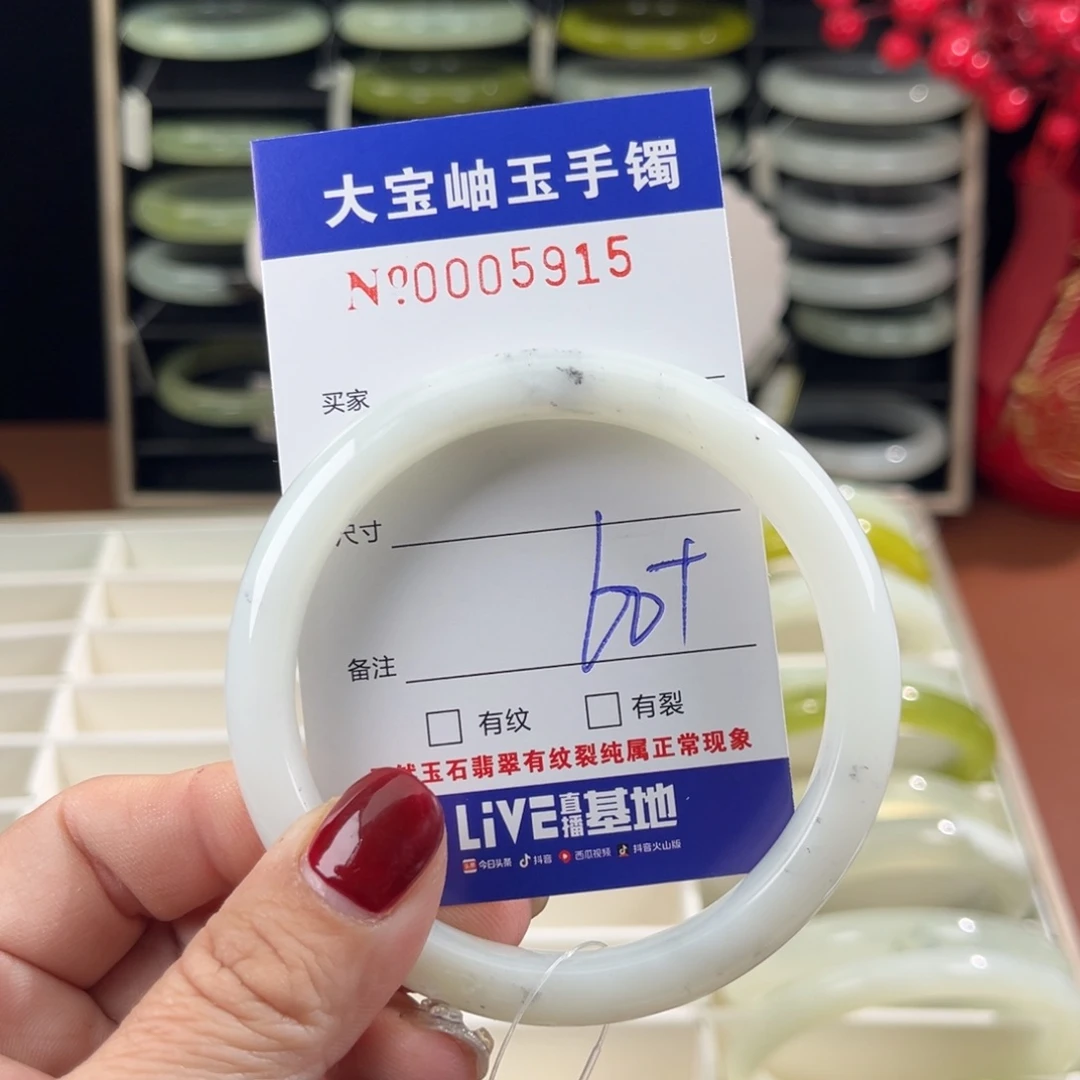 大宝岫玉手镯
Nº0005915
买家
尺寸
备注
□ 有纹 □ 有裂
然玉石翡翠有纹裂纯属正常现象
LiVE直播基地
今日头条 抖音 西瓜视频 抖音火山版